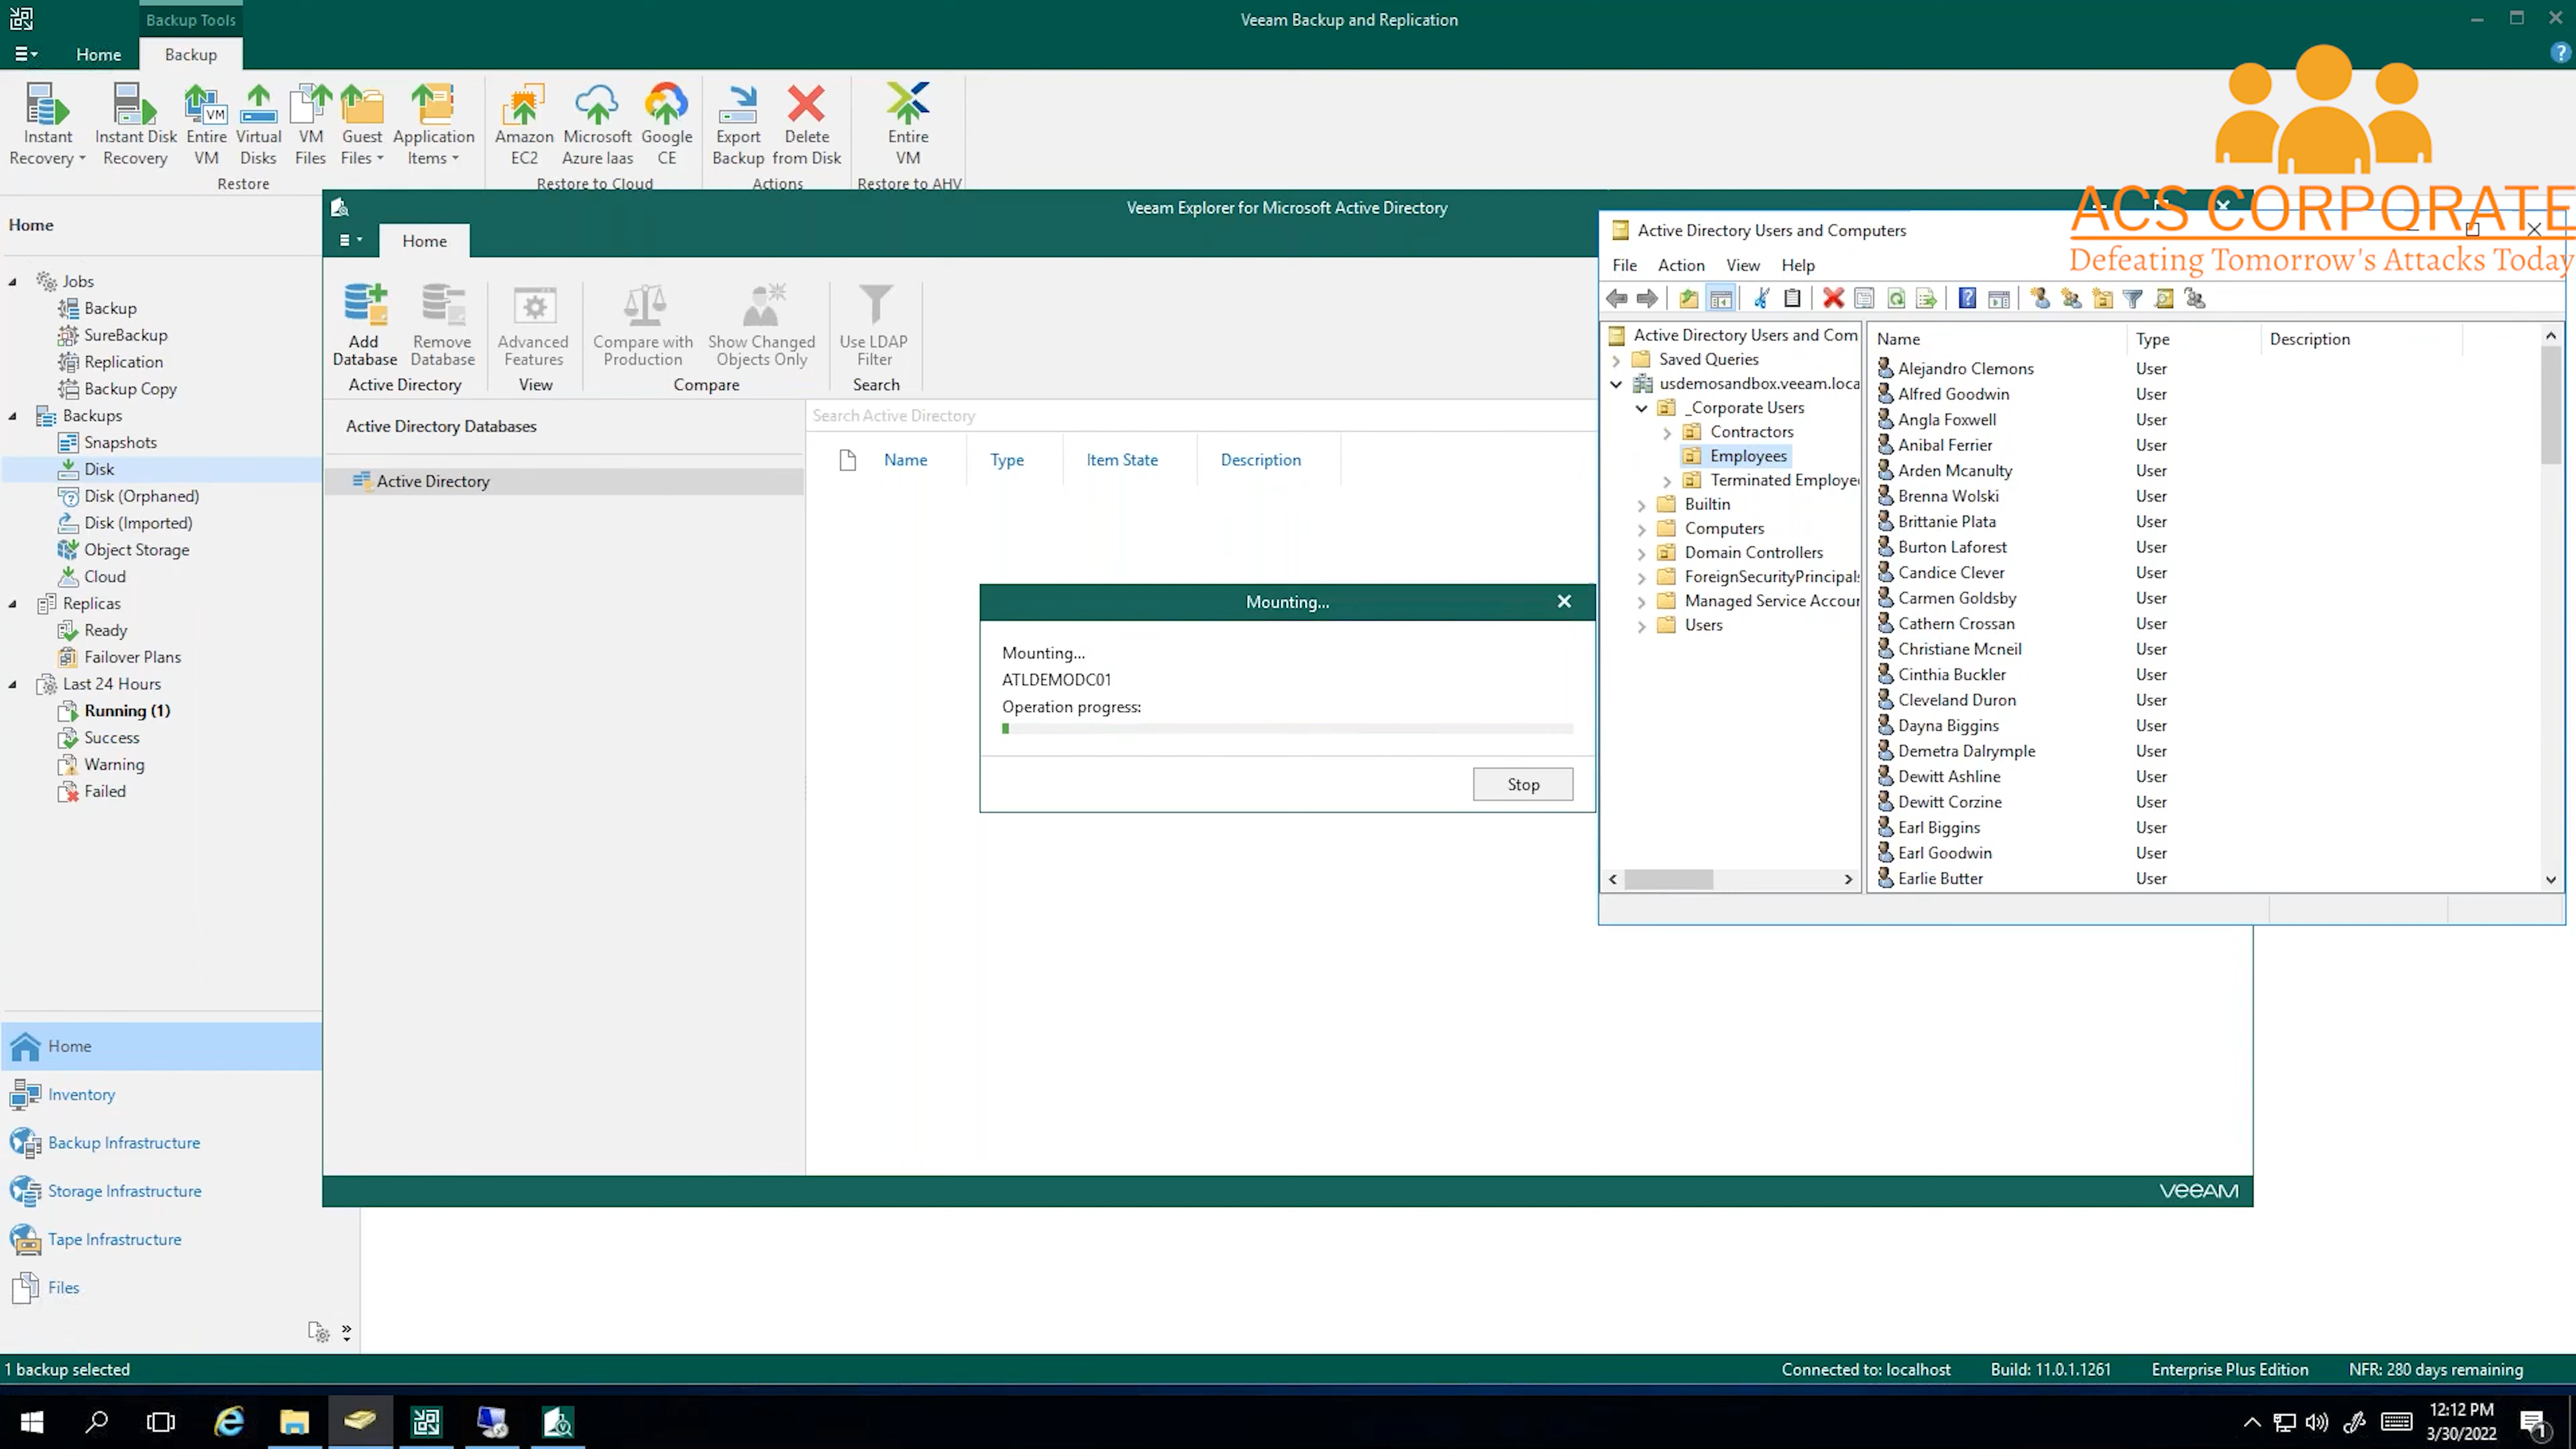 Backup Tools
Veeam Backup and Replication
Home
Backup
Instant Recovery
Instant Disk Recovery
Entire VM
Virtual Disks
VM Files
Guest Files
Application Items
Amazon EC2
Microsoft Azure Iaas
Google CE
Export Backup
Delete from Disk
Entire VM
Restore
Restore to Cloud
Actions
Restore to AHV
ACS CORPORATE
Defeating Tomorrow's Attacks Today
Home
Jobs
Backup
SureBackup
Replication
Backup Copy
Backups
Snapshots
Disk
Disk (Orphaned)
Disk (Imported)
Object Storage
Cloud
Replicas
Ready
Failover Plans
Last 24 Hours
Running (1)
Success
Warning
Failed
Home
Inventory
Backup Infrastructure
Storage Infrastructure
Tape Infrastructure
Files
Veeam Explorer for Microsoft Active Directory
Home
Add Database
Remove Database
Advanced Features
Compare with Production
Show Changed Objects Only
Use LDAP Filter
Active Directory
View
Compare
Search
Active Directory Databases
Search Active Directory
Active Directory
Name
Type
Item State
Description
Mounting...
Mounting...
ATLDEMODC01
Operation progress:
Stop
VEEAM
Active Directory Users and Computers
File
Action
View
Help
Active Directory Users and Com
Saved Queries
usdemosandbox.veeam.loca
_Corporate Users
Contractors
Employees
Terminated Employe
Builtin
Computers
Domain Controllers
ForeignSecurityPrincipals
Managed Service Accour
Users
Name
Type
Description
Alejandro Clemons User
Alfred Goodwin User
Angla Foxwell User
Anibal Ferrier User
Arden Mcanulty User
Brenna Wolski User
Brittanie Plata User
Burton Laforest User
Candice Clever User
Carmen Goldsby User
Cathern Crossan User
Christiane Mcneil User
Cinthia Buckler User
Cleveland Duron User
Dayna Biggins User
Demetra Dalrymple User
Dewitt Ashline User
Dewitt Corzine User
Earl Biggins User
Earl Goodwin User
Earlie Butter User
1 backup selected
Connected to: localhost
Build: 11.0.1.1261
Enterprise Plus Edition
NFR: 280 days remaining
12:12 PM
3/30/2022
1